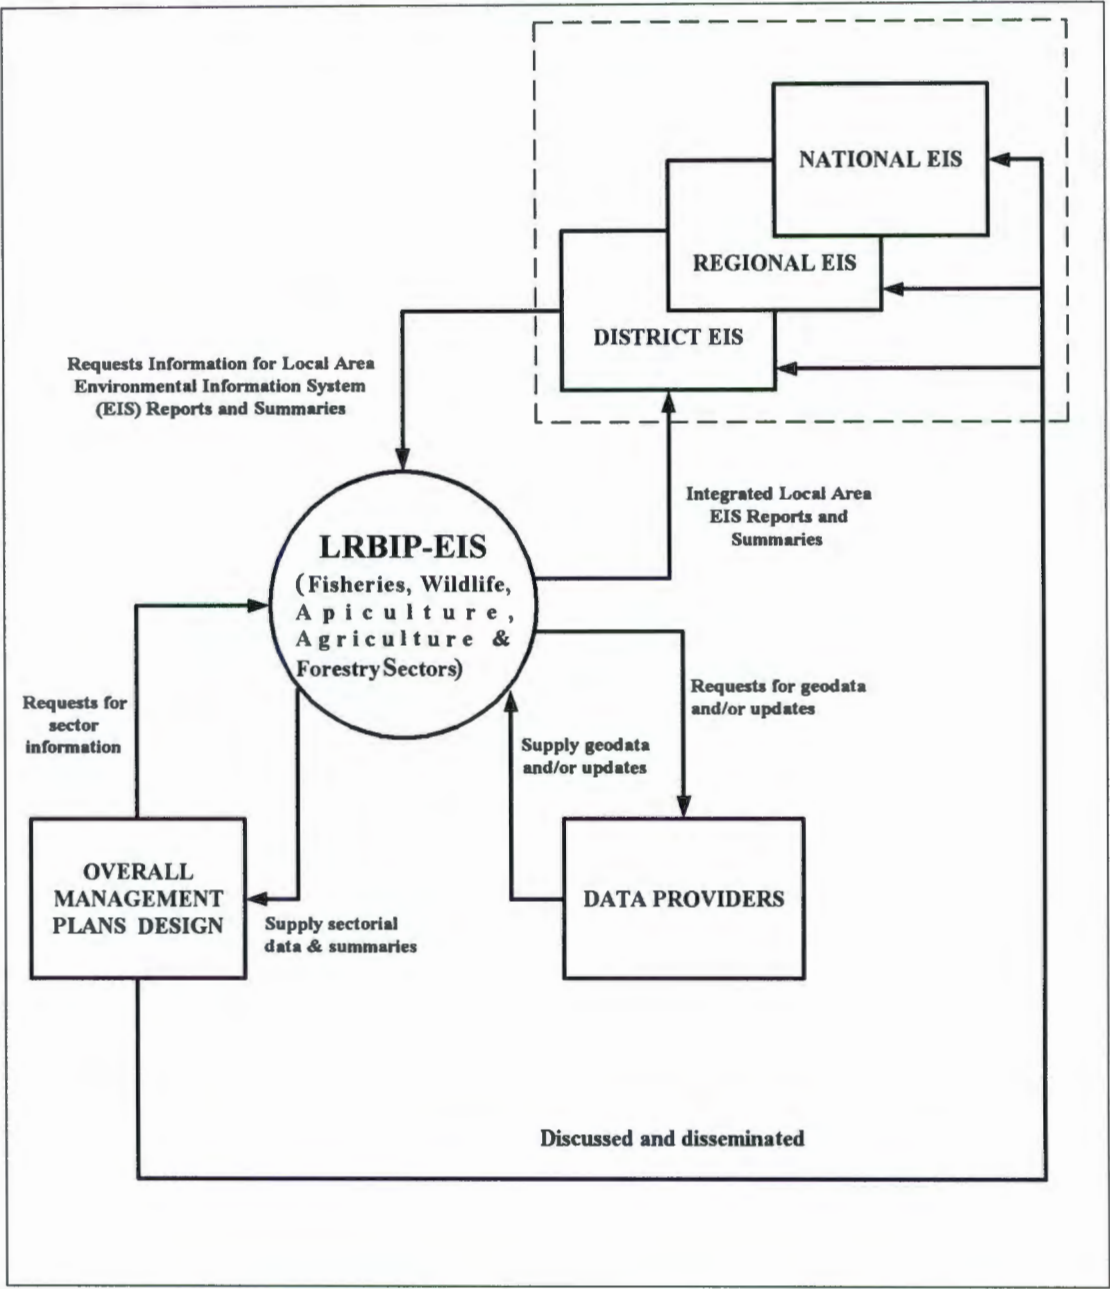 NATIONAL EIS
REGIONAL EIS
DISTRICT EIS
Requests Information for Local Area
Environmental Information System
(EIS) Reports and Summaries
Integrated Local Area
EIS Reports and
Summaries
LRBIP-EIS
(Fisheries, Wildlife,
Apiculture,
Agriculture &
Forestry Sectors)
Requests for
sector
information
Requests for geodata
and/or updates
Supply geodata
and/or updates
OVERALL
MANAGEMENT
PLANS DESIGN
DATA PROVIDERS
Supply sectorial
data & summaries
Discussed and disseminated